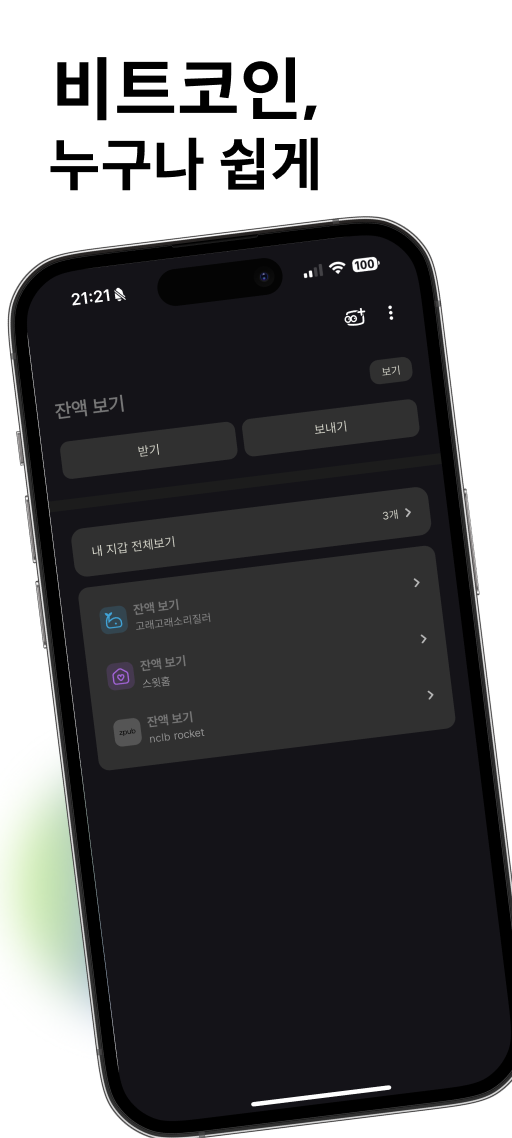 비트코인,
누구나 쉽게
21:21
100
보기
잔액 보기
받기
보내기
내 지갑 전체보기
3개
잔액 보기
고래고래소리질러
잔액 보기
스윗홈
zpub
잔액 보기
nclb rocket